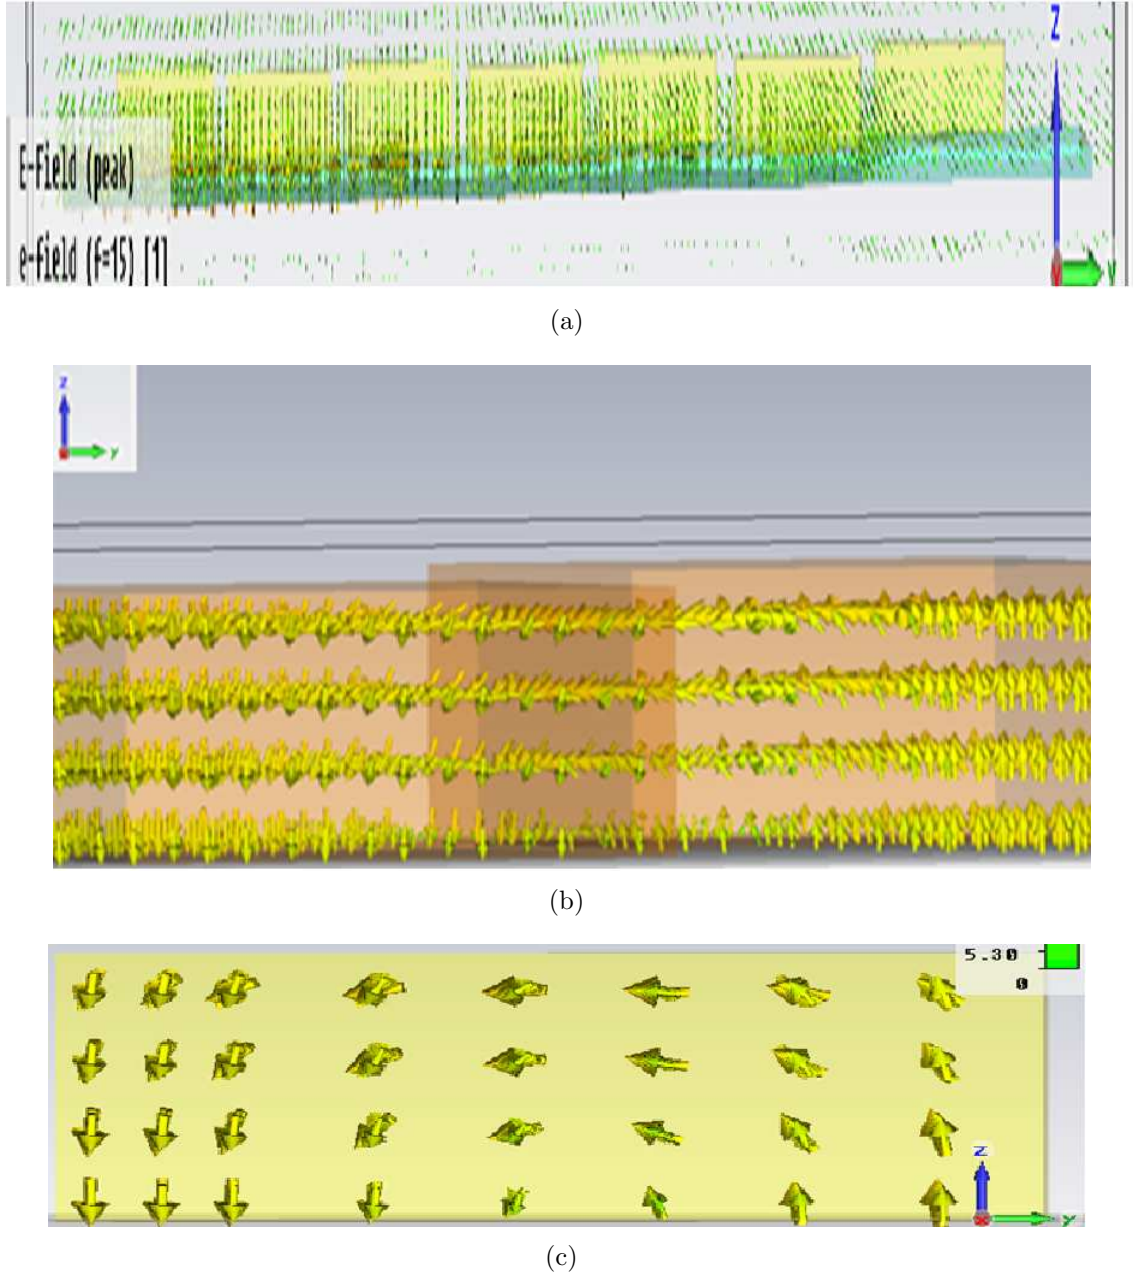 Z
E-Field (peak)
e-field (f=15) [1]
Y
(a)
z
y
(b)
5.30
0
Z
Y
(c)